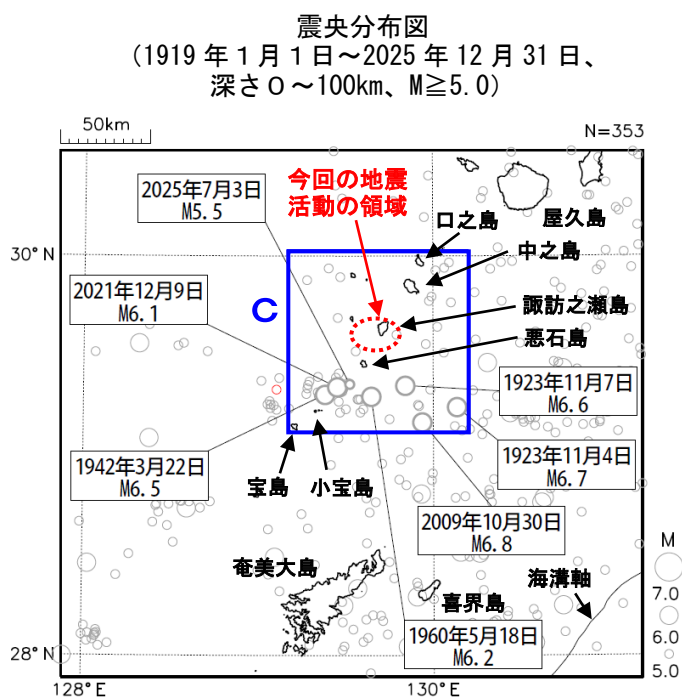 震央分布図
(1919年1月1日～2025年12月31日、
深さ0～100km、M≧5.0)
50km
N=353
2025年7月3日
M5.5
今回の地震
活動の領域
口之島
屋久島
30°N
中之島
2021年12月9日
M6.1
C
諏訪之瀬島
悪石島
1923年11月7日
M6.6
1942年3月22日
M6.5
宝島
小宝島
1923年11月4日
M6.7
2009年10月30日
M6.8
奄美大島
喜界島
海溝軸
M
7.0
6.0
5.0
1960年5月18日
M6.2
28°N
128°E
130°E